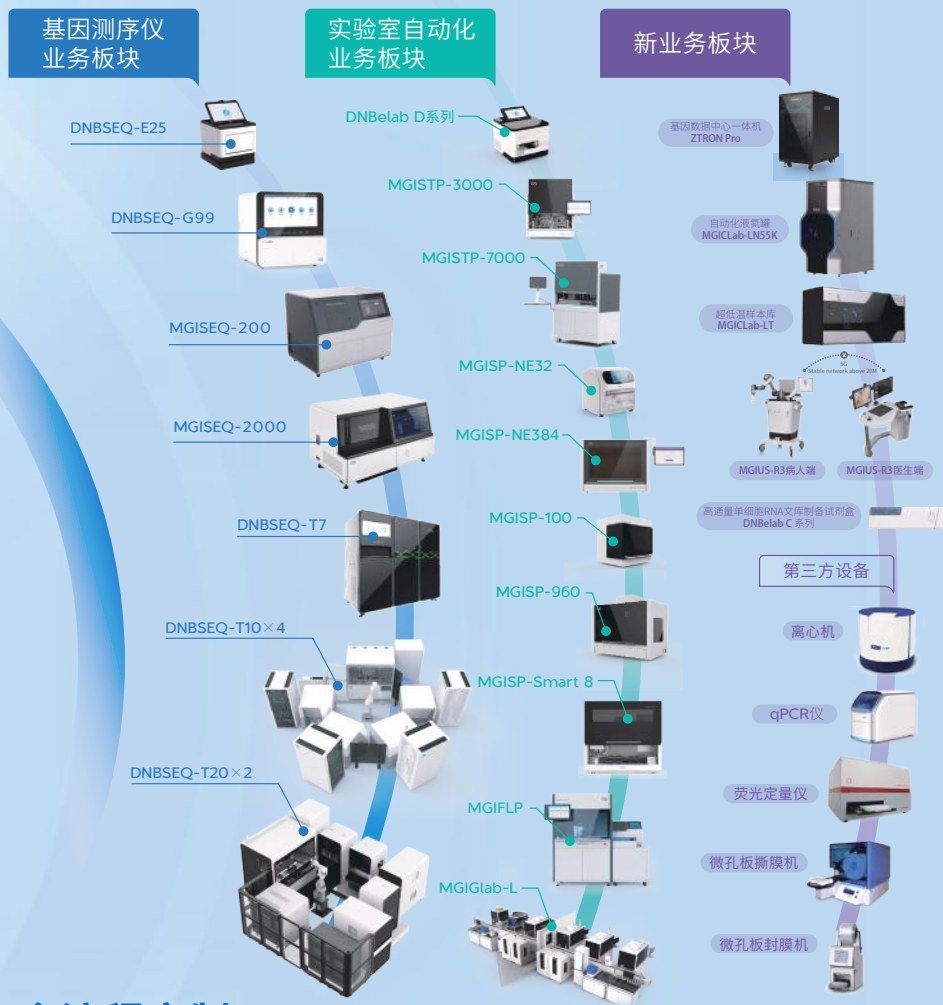 基因测序仪
业务板块
DNBSEQ-E25
DNBSEQ-G99
MGISEQ-200
MGISEQ-2000
DNBSEQ-T7
DNBSEQ-T10×4
DNBSEQ-T20×2
实验室自动化
业务板块
DNBelab D系列
MGISTP-3000
MGISTP-7000
MGISP-NE32
MGISP-NE384
MGISP-100
MGISP-960
MGISP-Smart 8
MGIFLP
MGIGlab-L
新业务板块
基因数据中心一体机
ZTRON Pro
自动化液氮罐
MGICLab-LN55K
超低温样本库
MGICLab-LT
5G
Stable network above 20M
MGIUS-R3病人端
MGIUS-R3医生端
高通量单细胞RNA文库制备试剂盒
DNBelab C 系列
第三方设备
离心机
qPCR仪
荧光定量仪
微孔板撕膜机
微孔板封膜机